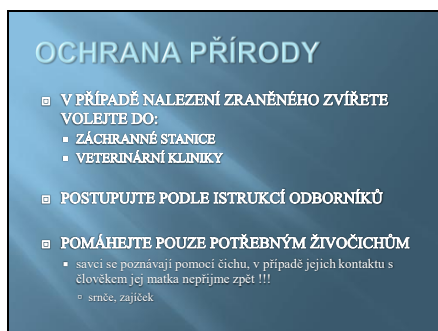 OCHRANA PŘÍRODY
V PŘÍPADĚ NALEZENÍ ZRANĚNÉHO ZVÍŘETE
VOLEJTE DO:
ZÁCHRANNÉ STANICE
VETERINÁRNÍ KLINIKY
POSTUPUJTE PODLE ISTRUKCÍ ODBORNÍKŮ
POMÁHEJTE POUZE POTŘEBNÝM ŽIVOČICHŮM
savci se poznávají pomocí čichu, v případě jejich kontaktu s
člověkem jej matka nepřijme zpět !!!
srnče, zajíček